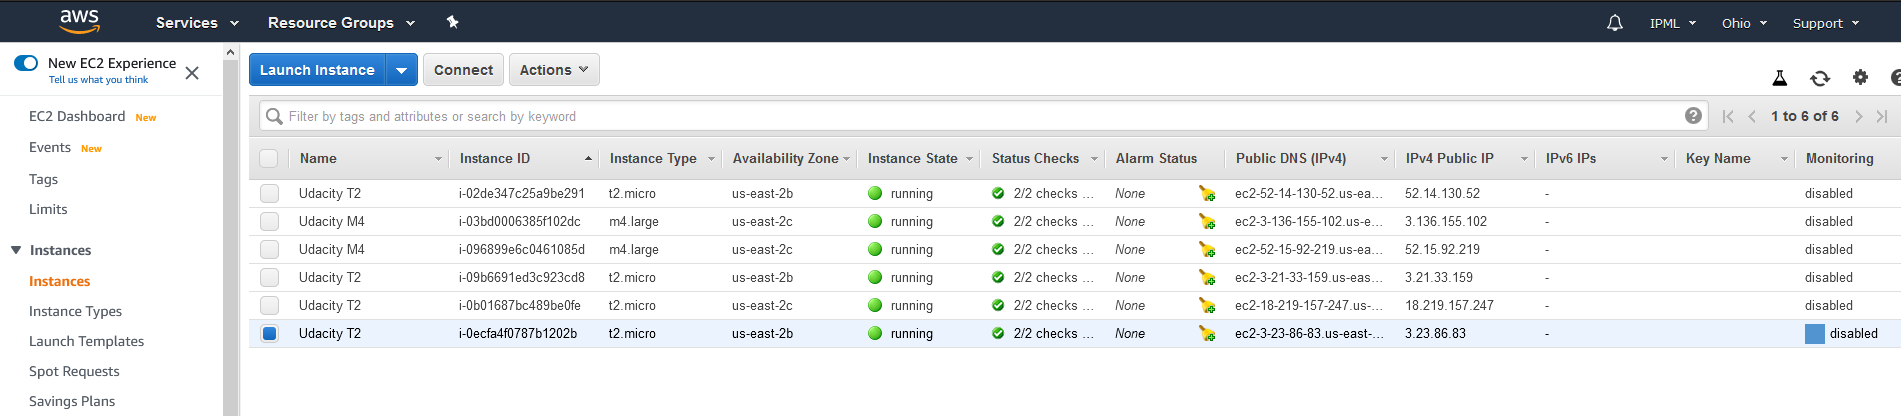 aws Services Resource Groups IPML Ohio Support
New EC2 Experience
Tell us what you think
EC2 Dashboard New
Events New
Tags
Limits
Instances
Instances
Instance Types
Launch Templates
Spot Requests
Savings Plans
Launch Instance Connect Actions
Filter by tags and attributes or search by keyword ? 1 to 6 of 6
Name Instance ID Instance Type Availability Zone Instance State Status Checks Alarm Status Public DNS (IPv4) IPv4 Public IP IPv6 IPs Key Name Monitoring
Udacity T2 i-02de347c25a9be291 t2.micro us-east-2b running 2/2 checks ... None ec2-52-14-130-52.us-ea... 52.14.130.52 - disabled
Udacity M4 i-03bd0006385f102dc m4.large us-east-2c running 2/2 checks ... None ec2-3-136-155-102.us-e... 3.136.155.102 - disabled
Udacity M4 i-096899e6c0461085d m4.large us-east-2c running 2/2 checks ... None ec2-52-15-92-219.us-ea... 52.15.92.219 - disabled
Udacity T2 i-09b6691ed3c923cd8 t2.micro us-east-2b running 2/2 checks ... None ec2-3-21-33-159.us-eas... 3.21.33.159 - disabled
Udacity T2 i-0b01687bc489be0fe t2.micro us-east-2c running 2/2 checks ... None ec2-18-219-157-247.us-... 18.219.157.247 - disabled
Udacity T2 i-0ecfa4f0787b1202b t2.micro us-east-2b running 2/2 checks ... None ec2-3-23-86-83.us-east-... 3.23.86.83 - disabled